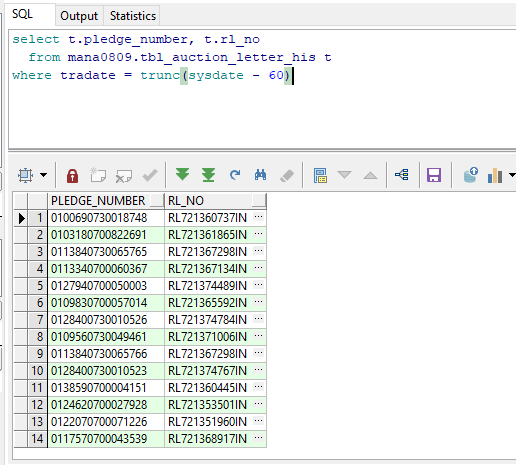 SQL Output Statistics
select t.pledge_number, t.rl_no
from mana0809.tbl_auction_letter_his t
where tradate = trunc(sysdate - 60)
PLEDGE_NUMBER RL_NO
1 0100690730018748 RL721360737IN ...
2 0103180700822691 RL721361865IN ...
3 0113840730065765 RL721367298IN ...
4 0113340700060367 RL721367134IN ...
5 0127940700050003 RL721374489IN ...
6 0109830700057014 RL721365592IN ...
7 0128400730010526 RL721374784IN ...
8 0109560730049461 RL721371006IN ...
9 0113840730065766 RL721367298IN ...
10 0128400730010523 RL721374767IN ...
11 0138590700004151 RL721360445IN ...
12 0124620700027928 RL721353501IN ...
13 0122070700071226 RL721351960IN ...
14 0117570700043539 RL721368917IN ...